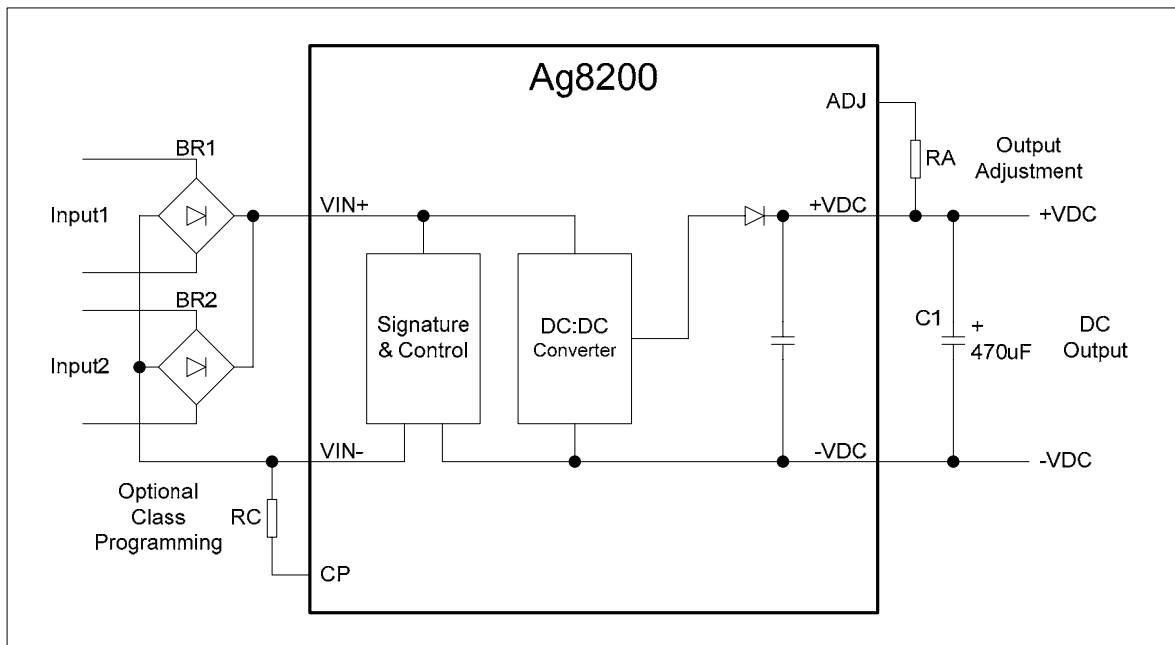 Ag8200
ADJ
BR1
RA
Output
Adjustment
Input1
VIN+
+VDC
+VDC
BR2
Signature
& Control
DC:DC
Converter
C1
+
470uF
DC
Output
Input2
VIN-
-VDC
-VDC
Optional
Class
Programming
RC
CP